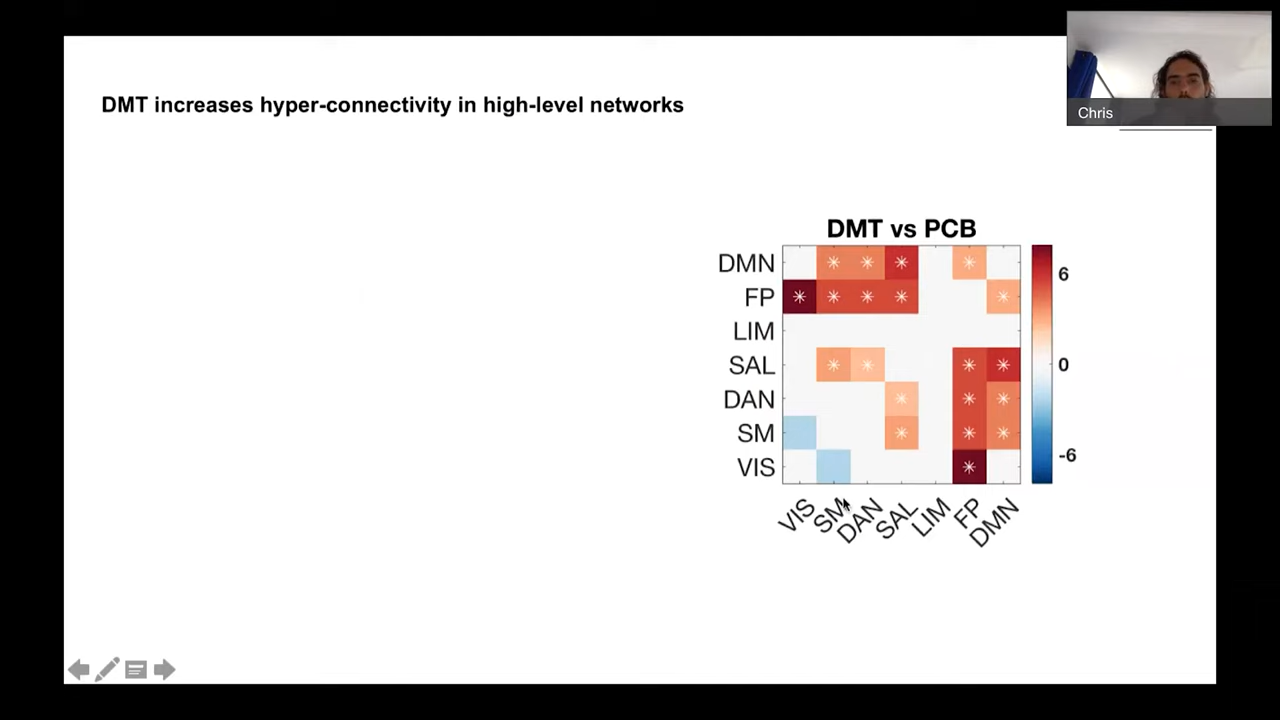 Chris
DMT increases hyper-connectivity in high-level networks
DMT vs PCB
DMN
FP
LIM
SAL
DAN
SM
VIS
VIS
SM
DAN
SAL
LIM
FP
DMN
6
0
-6